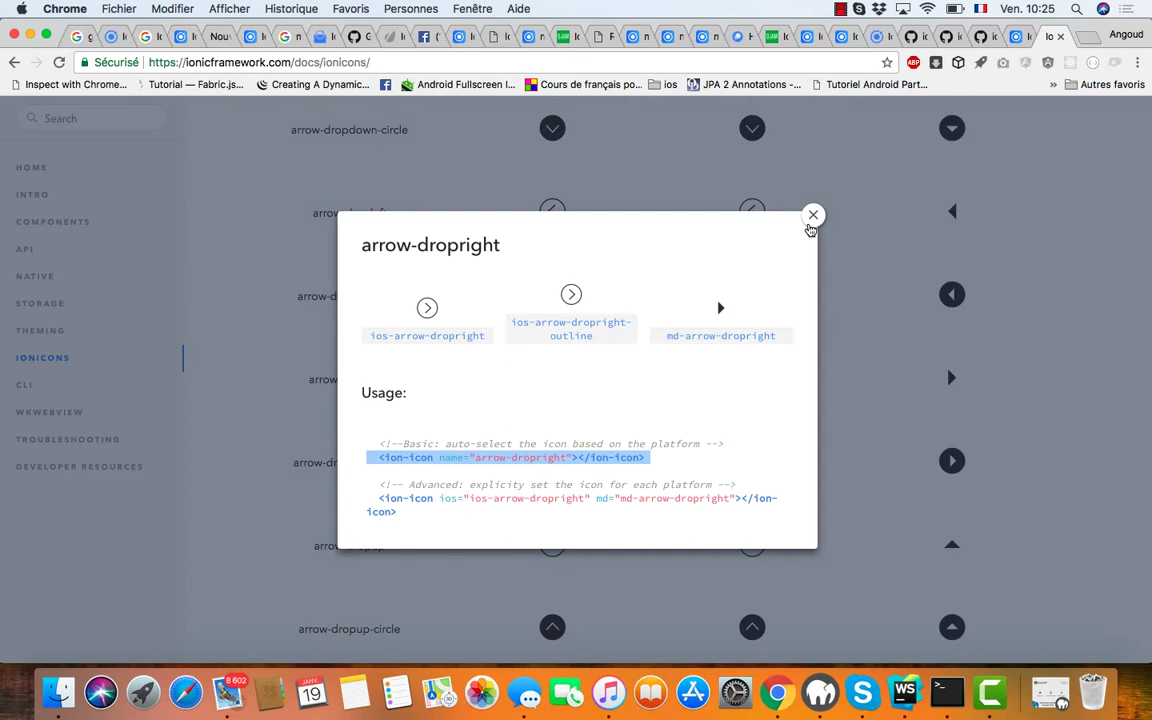 Chrome Fichier Modifier Afficher Historique Favoris Personnes Fenêtre Aide Ven. 10:25
Nou
Angoud
Sécurisé https://ionicframework.com/docs/ionicons/
Inspect with Chrome... Tutorial — Fabric.js... Creating A Dynamic... Android Fullscreen I... Cours de français po... ios JPA 2 Annotations -... Tutoriel Android Part... » Autres favoris
Search
HOME
INTRO
COMPONENTS
API
NATIVE
STORAGE
THEMING
IONICONS
CLI
WKWEBVIEW
TROUBLESHOOTING
DEVELOPER RESOURCES
arrow-dropdown-circle
arrow-dropright
ios-arrow-dropright
ios-arrow-dropright-
outline
md-arrow-dropright
Usage:
<!--Basic: auto-select the icon based on the platform -->
<ion-icon name="arrow-dropright"></ion-icon>
<!-- Advanced: explicity set the icon for each platform -->
<ion-icon ios="ios-arrow-dropright" md="md-arrow-dropright"></ion-
icon>
arrow-dropup-circle
8 602
JANV.
19
WS